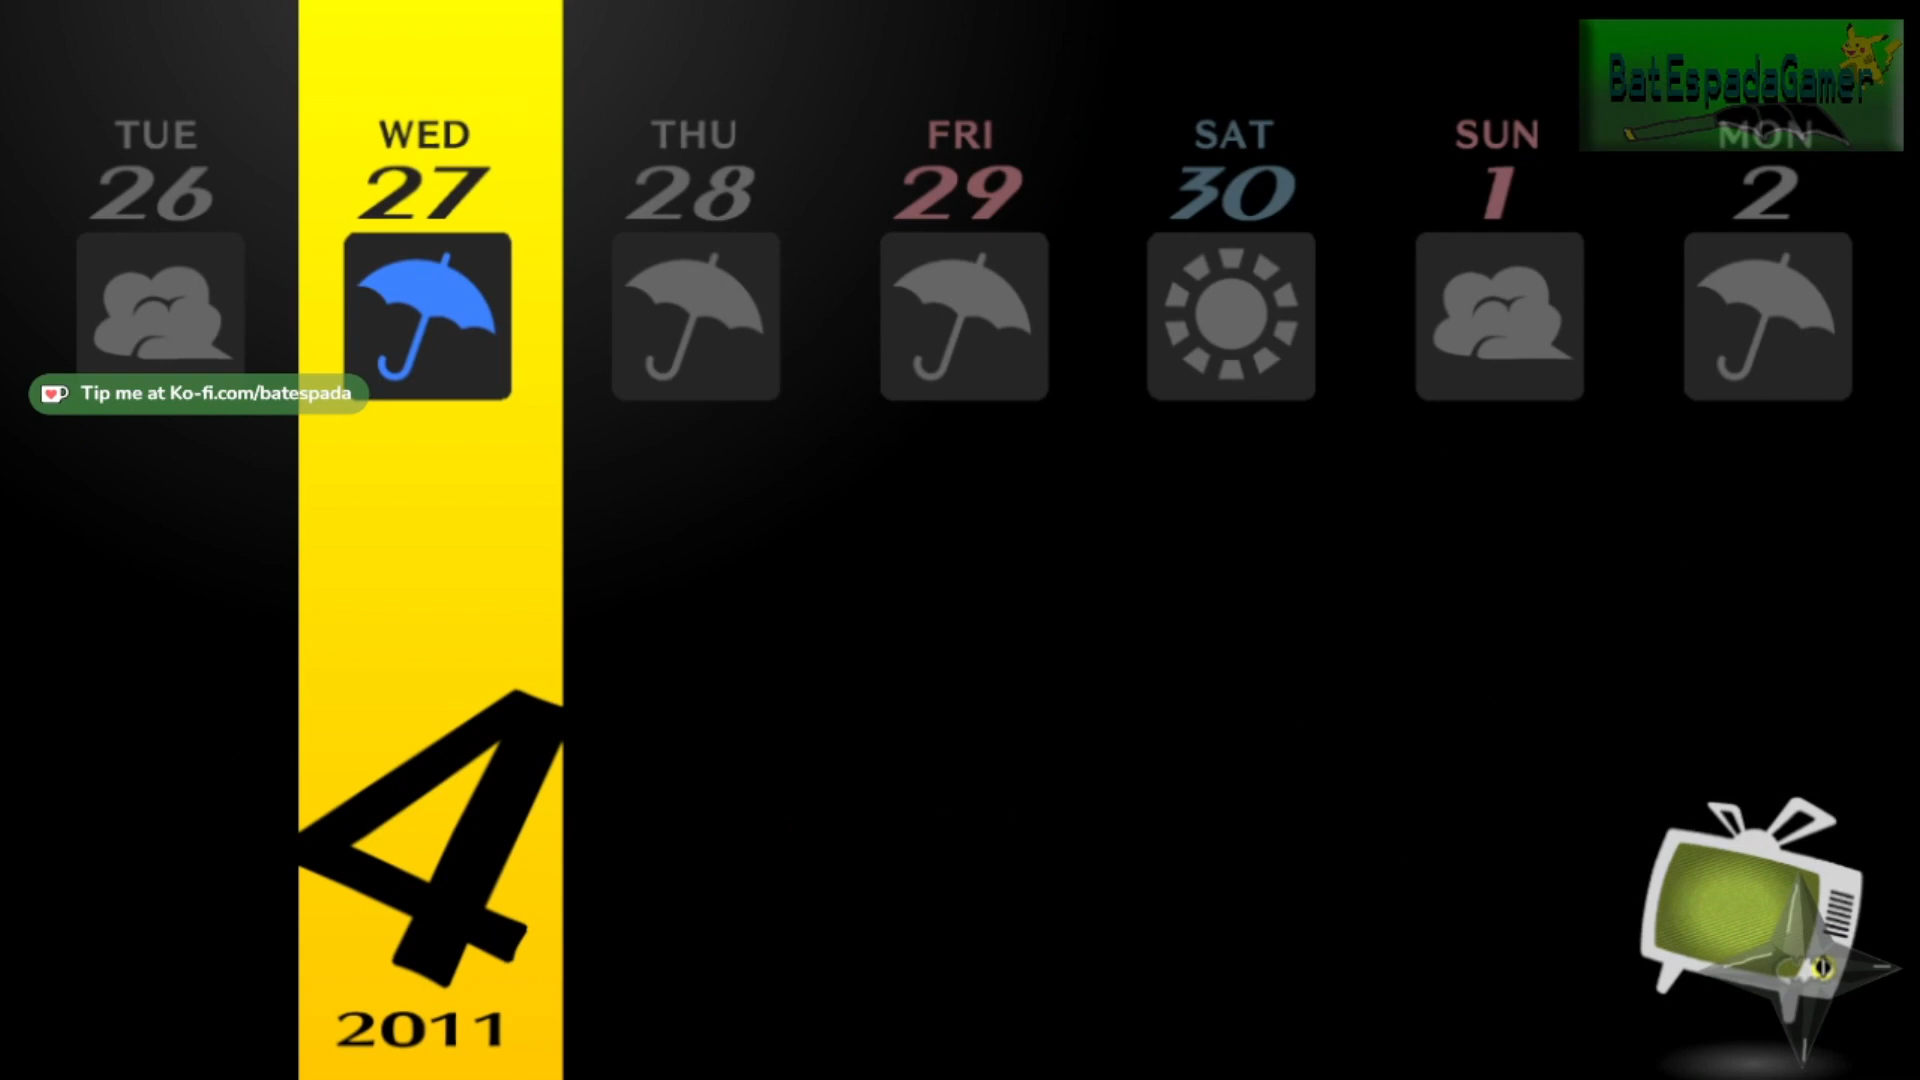 BatEspadaGamer
TUE WED THU FRI SAT SUN MON
26 27 28 29 30 1 2
Tip me at Ko-fi.com/batespada
4
2011